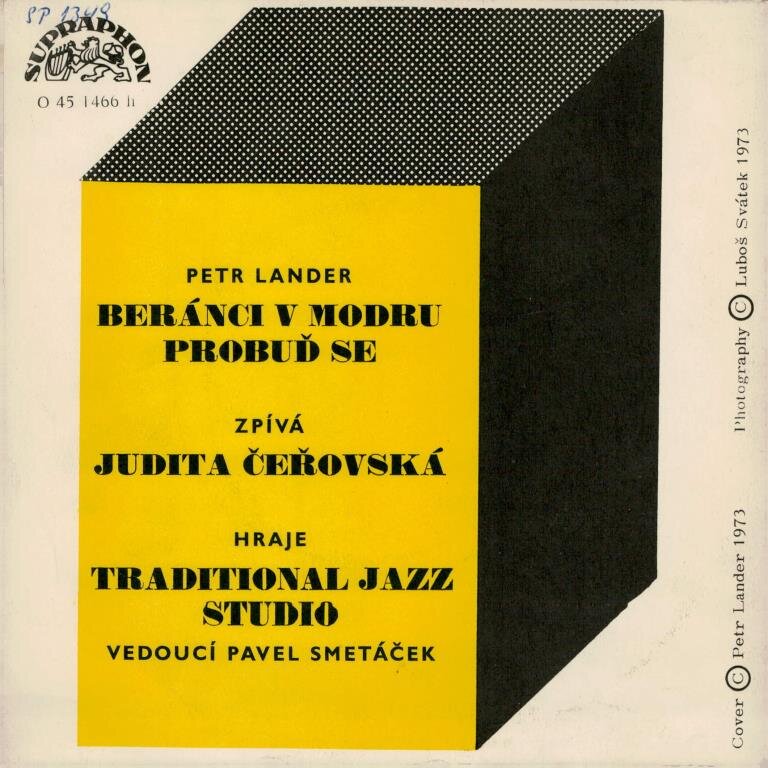 SP 1349
SUPRAPHON
O 45 1466 h
PETR LANDER
BERÁNCI V MODRU
PROBUĎ SE
ZPÍVÁ
JUDITA ČEŘOVSKÁ
HRAJE
TRADITIONAL JAZZ
STUDIO
VEDOUCÍ PAVEL SMETÁČEK
Photography © Luboš Svátek 1973
Cover © Petr Lander 1973